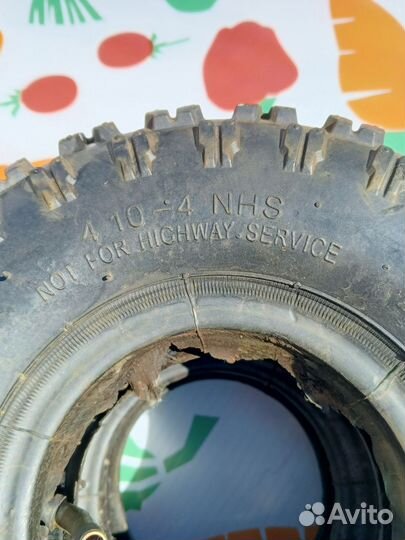 4 10-4 NHS
NOT FOR HIGHWAY SERVICE
Avito